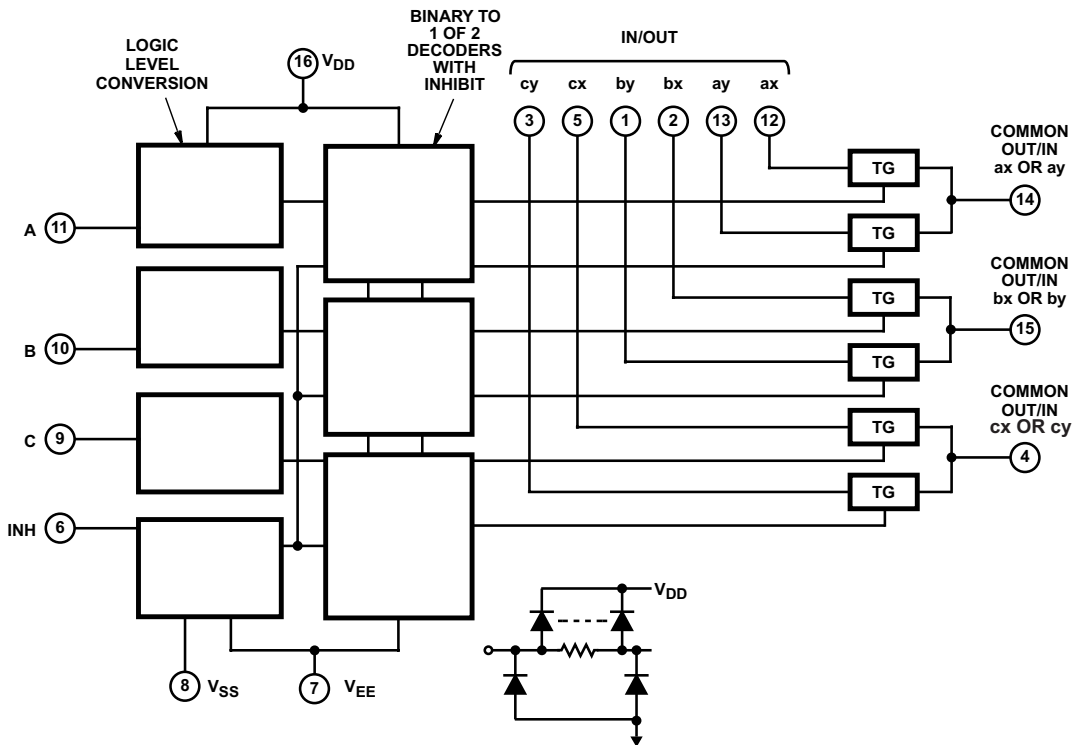 LOGIC
LEVEL
CONVERSION
16 VDD
BINARY TO
1 OF 2
DECODERS
WITH
INHIBIT
IN/OUT
cy cx by bx ay ax
3 5 1 2 13 12
COMMON
OUT/IN
ax OR ay
TG
14
A 11
TG
COMMON
OUT/IN
bx OR by
TG
15
B 10
TG
COMMON
OUT/IN
cx OR cy
TG
C 9
4
TG
INH 6
VDD
8 VSS
7 VEE